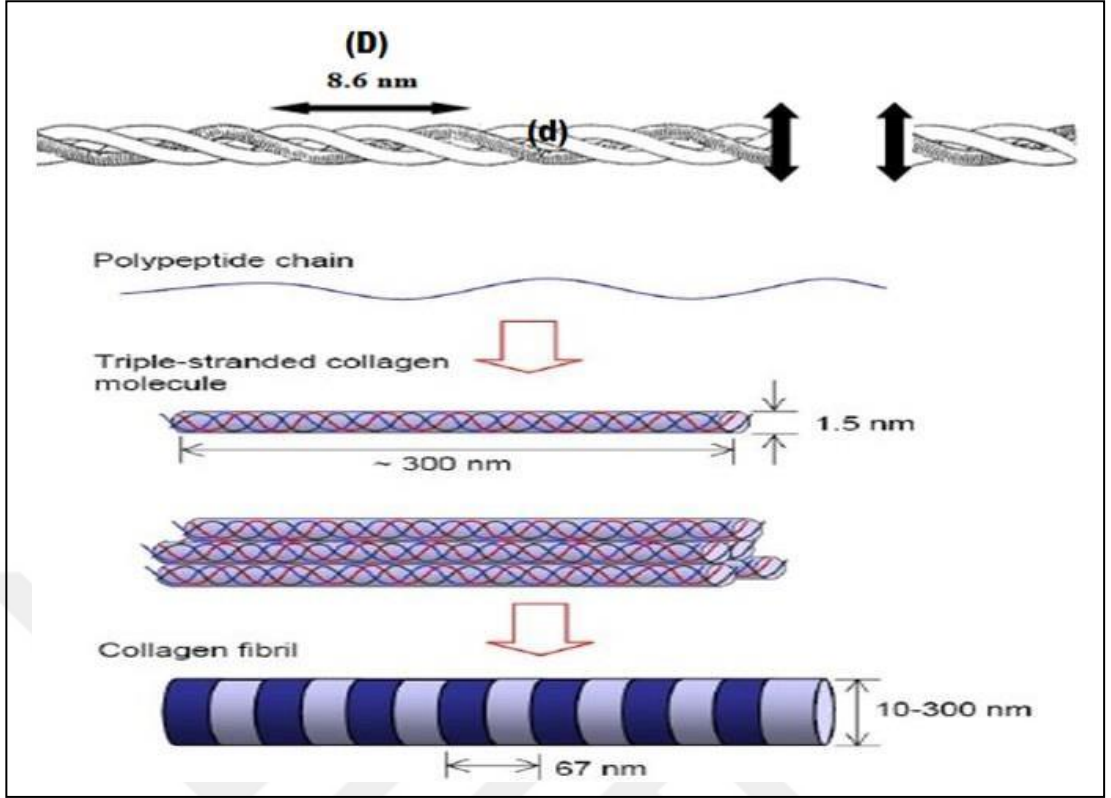 (D)
8.6 nm
(d)
Polypeptide chain
Triple-stranded collagen
molecule
1.5 nm
~ 300 nm
Collagen fibril
10-300 nm
67 nm